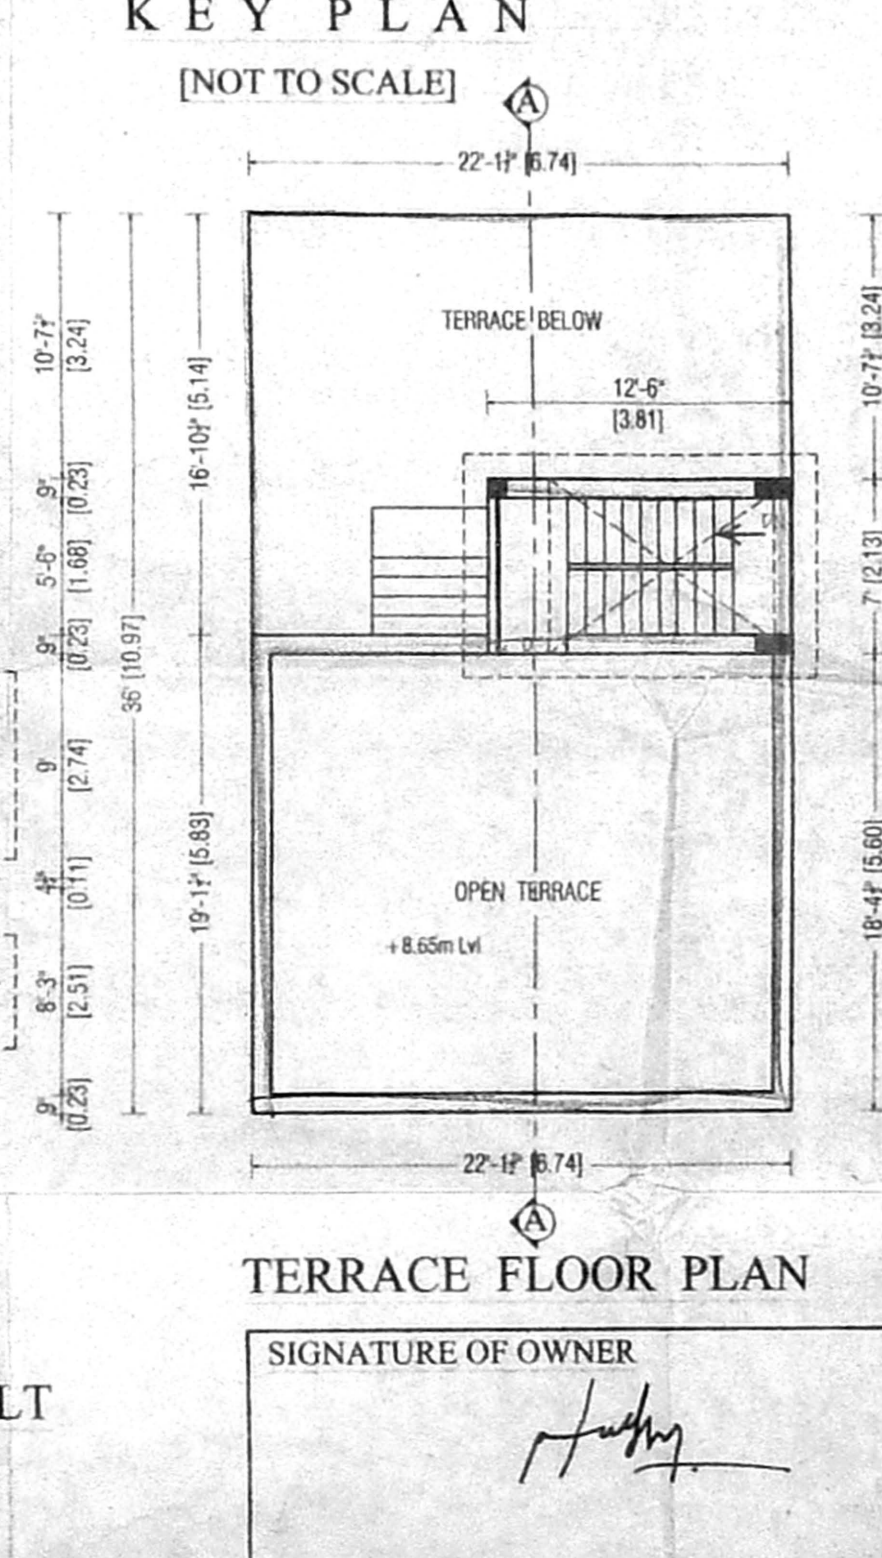 KEY PLAN
[NOT TO SCALE]
A
22'-1½" [6.74]
TERRACE BELOW
12'-6"
[3.81]
10'-7½"
[3.24]
9"
[0.23]
5'-6"
[1.68]
9"
[0.23]
9'
[2.74]
4½"
[0.11]
8'-3"
[2.51]
9"
[0.23]
36' [10.97]
16'-10½" [5.14]
19'-1½" [5.83]
10'-7½" [3.24]
7' [2.13]
18'-4½" [5.60]
OPEN TERRACE
+8.65m Lvl
22'-1½" [6.74]
A
TERRACE FLOOR PLAN
SIGNATURE OF OWNER
LT